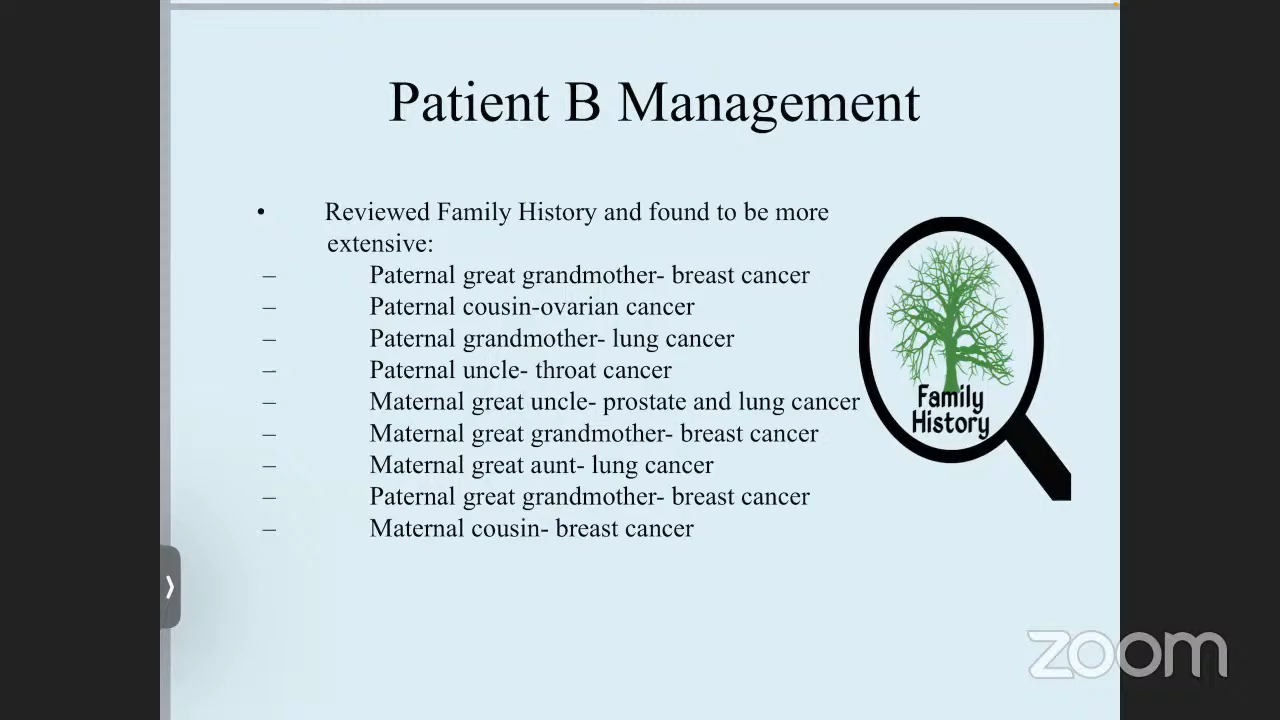 Patient B Management
• Reviewed Family History and found to be more
extensive:
– Paternal great grandmother- breast cancer
– Paternal cousin-ovarian cancer
– Paternal grandmother- lung cancer
– Paternal uncle- throat cancer
– Maternal great uncle- prostate and lung cancer
– Maternal great grandmother- breast cancer
– Maternal great aunt- lung cancer
– Paternal great grandmother- breast cancer
– Maternal cousin- breast cancer
Family
History
zoom